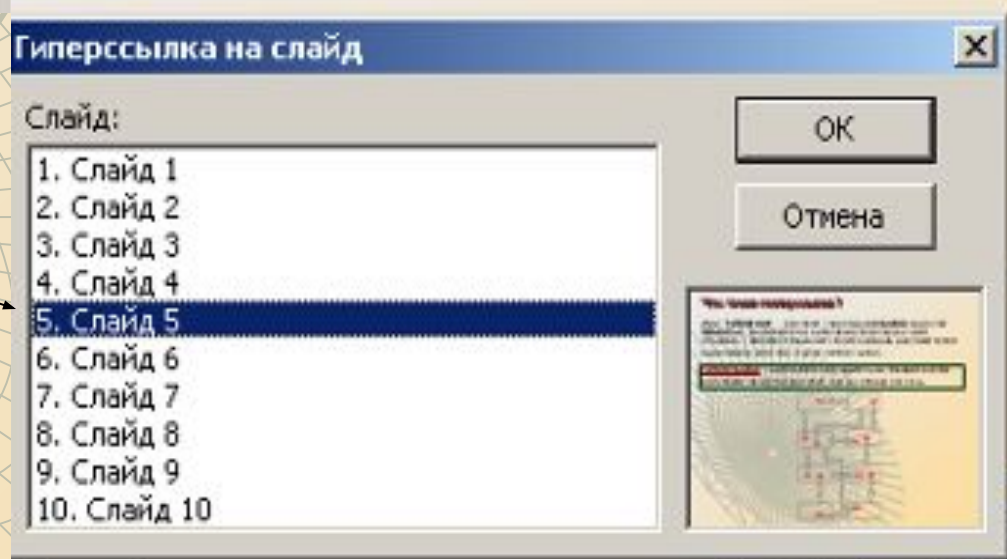 Гиперссылка на слайд
Слайд:
1. Слайд 1
2. Слайд 2
3. Слайд 3
4. Слайд 4
5. Слайд 5
6. Слайд 6
7. Слайд 7
8. Слайд 8
9. Слайд 9
10. Слайд 10
ОК
Отмена